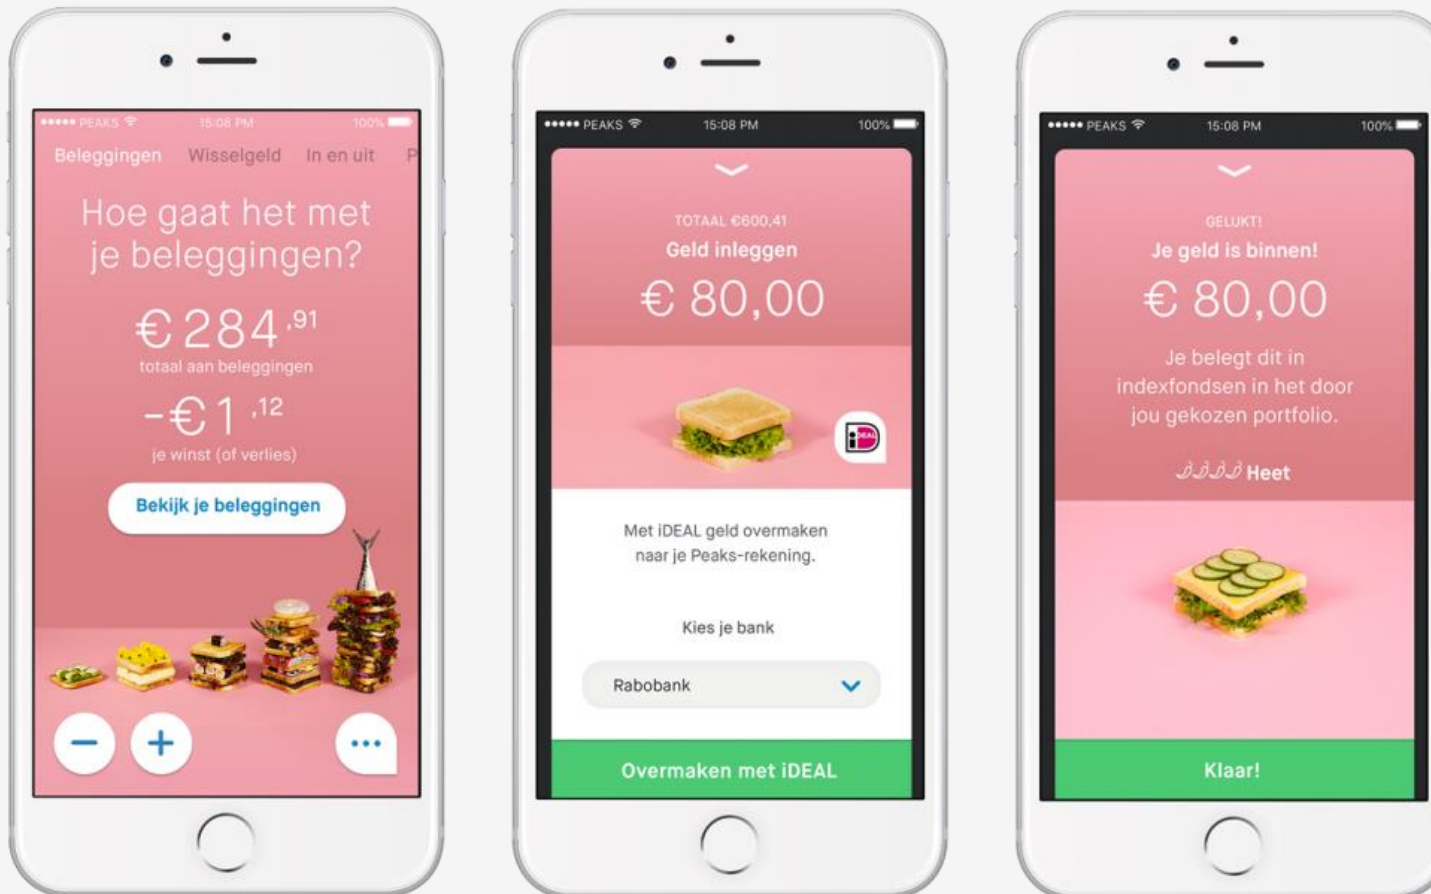 PEAKS 15:08 PM 100%
Beleggingen Wisselgeld In en uit P
Hoe gaat het met
je beleggingen?
€284,91
totaal aan beleggingen
-€1,12
je winst (of verlies)
Bekijk je beleggingen
PEAKS 15:08 PM 100%
TOTAAL €600,41
Geld inleggen
€ 80,00
iDEAL
Met iDEAL geld overmaken
naar je Peaks-rekening.
Kies je bank
Rabobank
Overmaken met iDEAL
PEAKS 15:08 PM 100%
GELUKT!
Je geld is binnen!
€ 80,00
Je belegt dit in
indexfondsen in het door
jou gekozen portfolio.
Heet
Klaar!